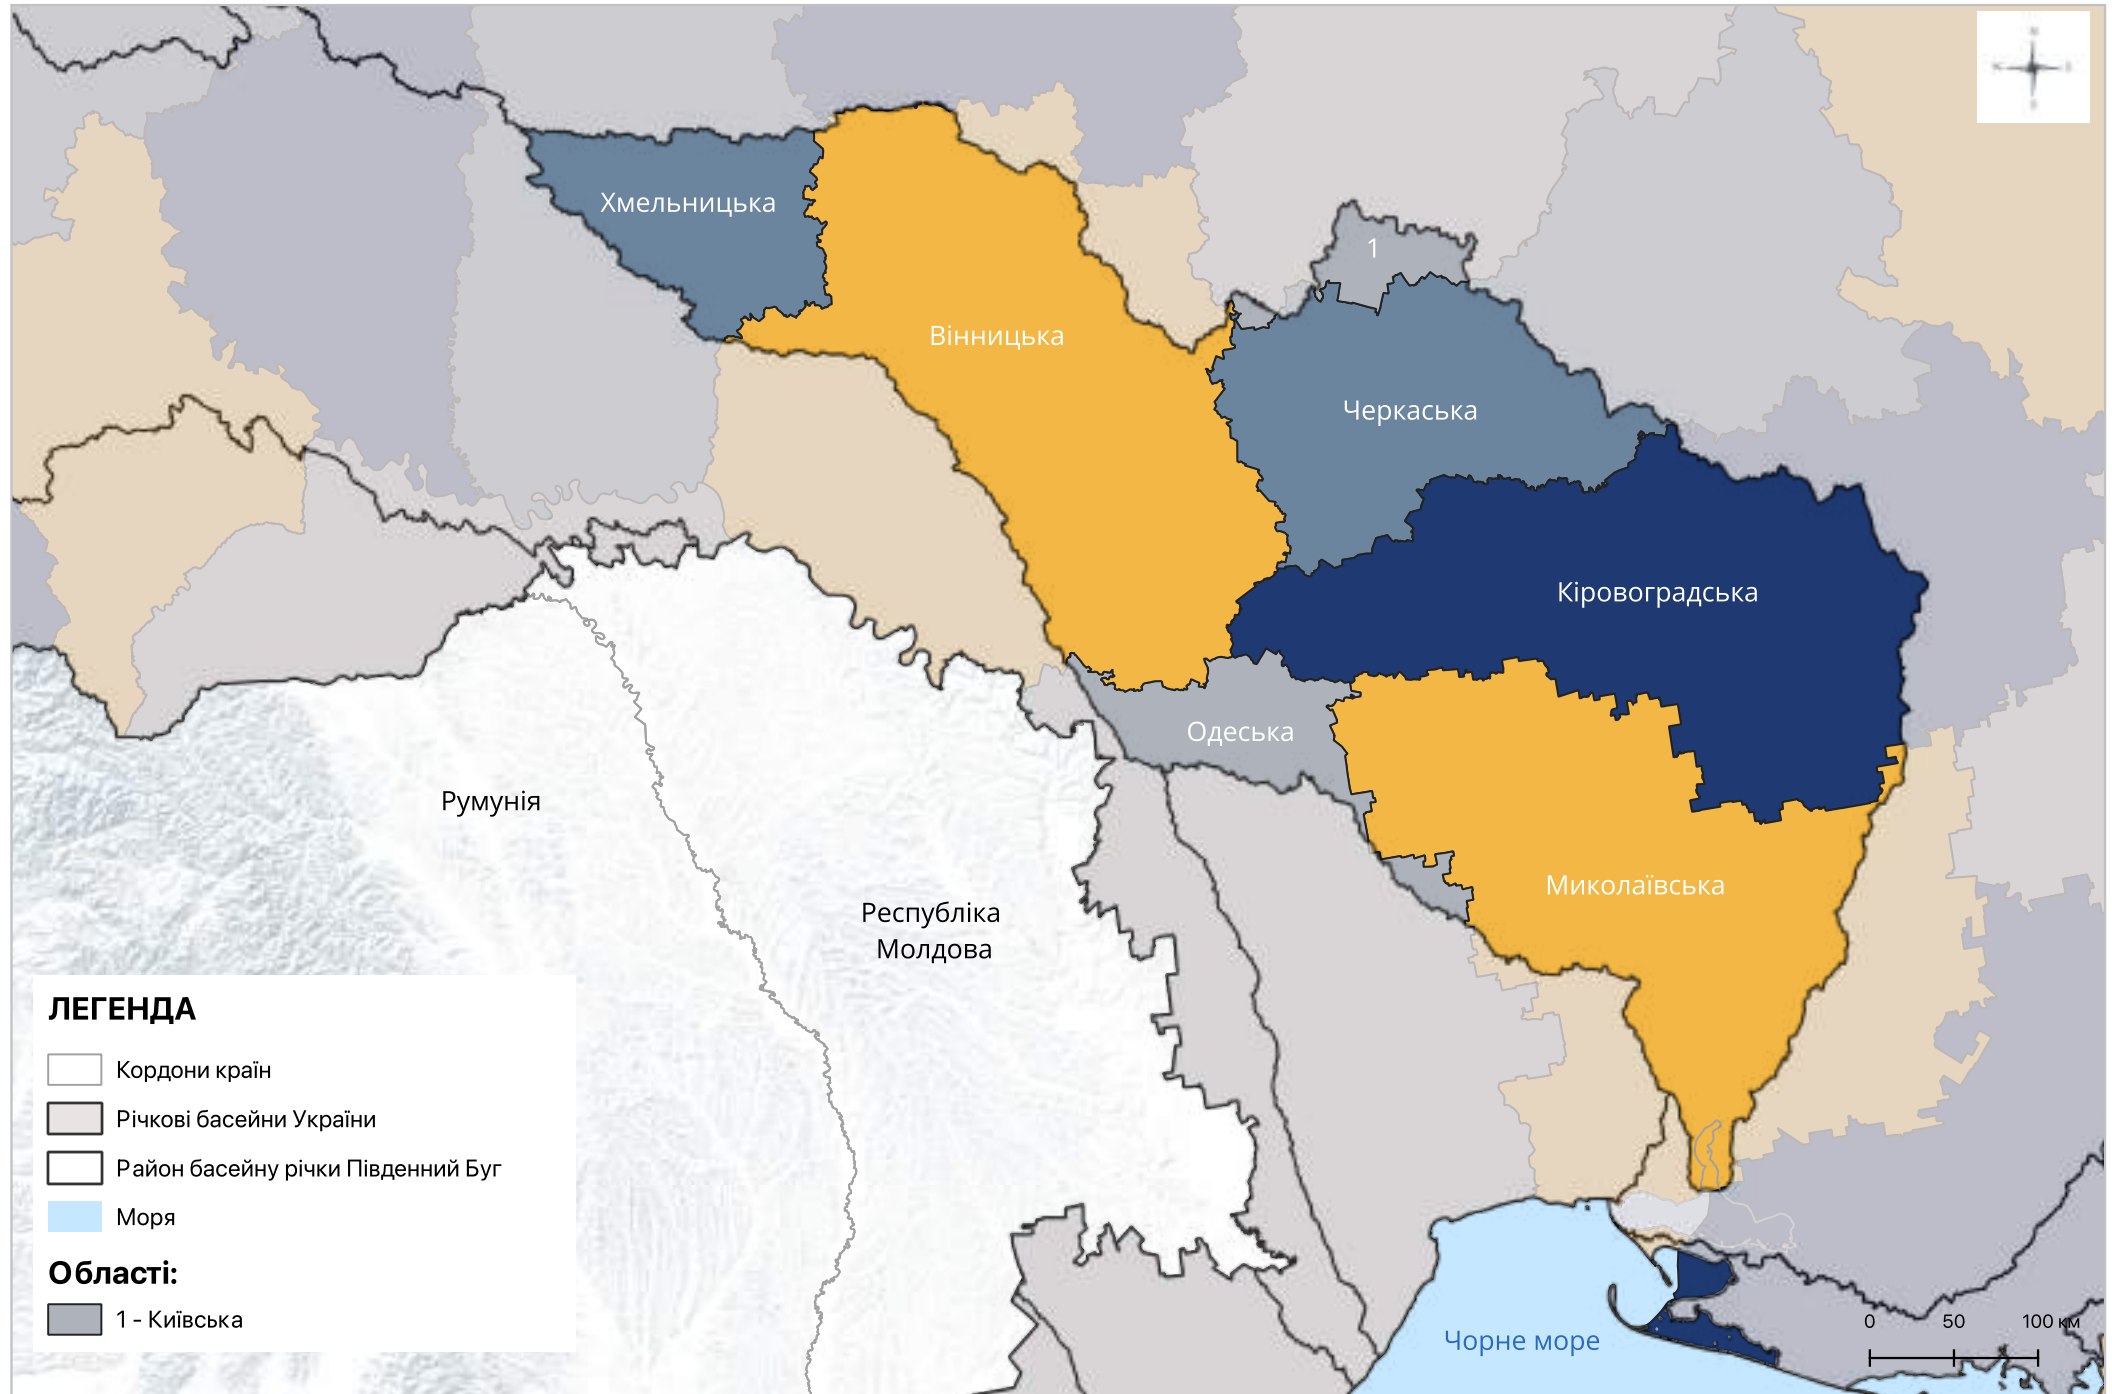 Хмельницька
1
Вінницька
Черкаська
Кіровоградська
Одеська
Румунія
Миколаївська
Республіка
Молдова
ЛЕГЕНДА
Кордони країн
Річкові басейни України
Район басейну річки Південний Буг
Моря
Області:
1 - Київська
Чорне море
0 50 100 км